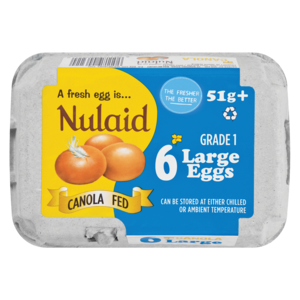 A fresh egg is...
Nulaid
CANOLA FED
THE FRESHER
THE BETTER
51g+
GRADE 1
6 Large
Eggs
CAN BE STORED AT EITHER CHILLED
OR AMBIENT TEMPERATURE
6 Large